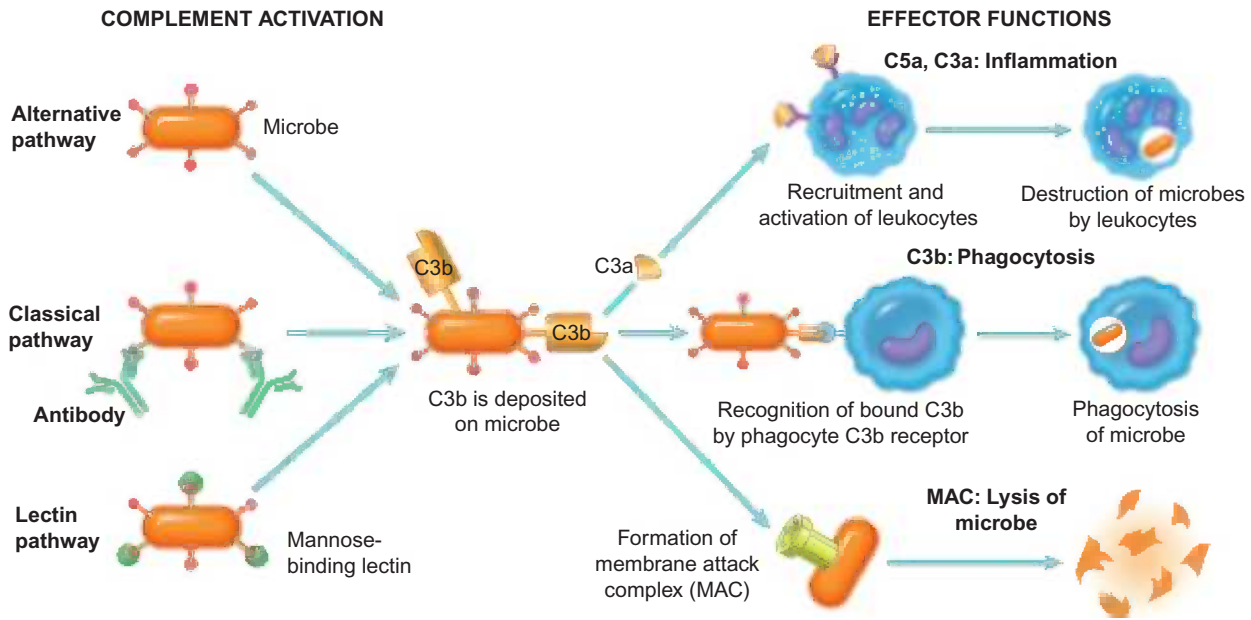 COMPLEMENT ACTIVATION
EFFECTOR FUNCTIONS
C5a, C3a: Inflammation
Alternative
pathway
Microbe
Recruitment and
activation of leukocytes
Destruction of microbes
by leukocytes
C3b
C3a
C3b: Phagocytosis
Classical
pathway
C3b
Antibody
C3b is deposited
on microbe
Recognition of bound C3b
by phagocyte C3b receptor
Phagocytosis
of microbe
Lectin
pathway
Mannose-
binding lectin
Formation of
membrane attack
complex (MAC)
MAC: Lysis of
microbe